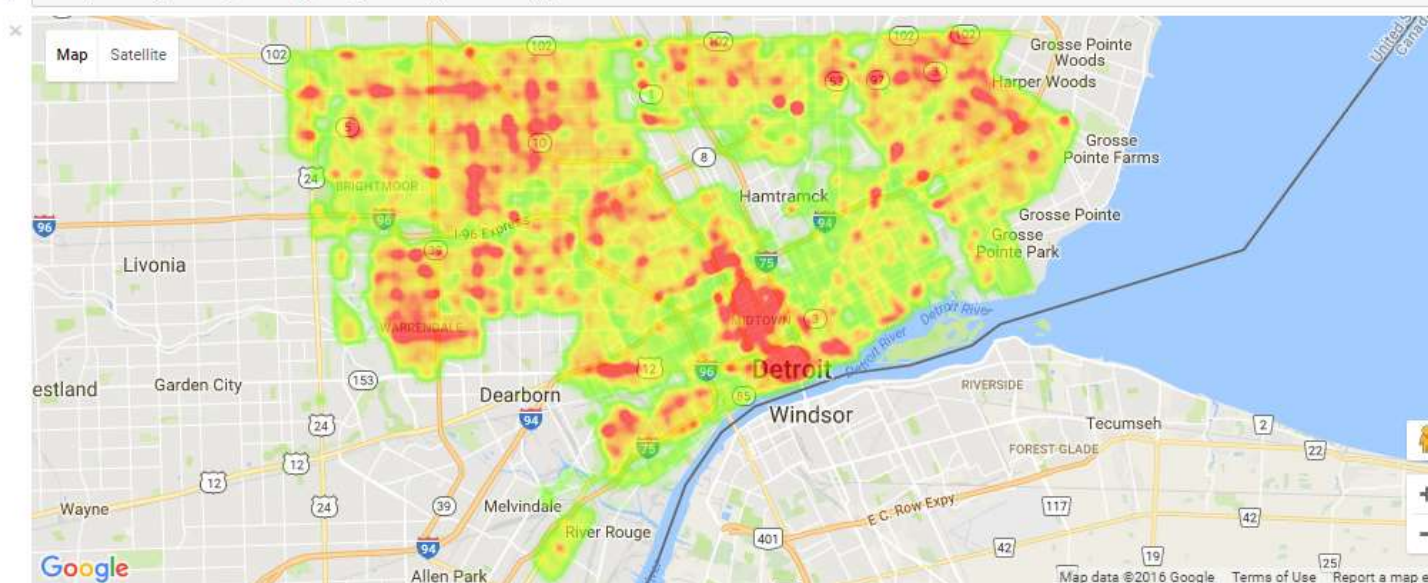 Map Satellite
102
102
102
102
102
Grosse Pointe
Woods
Harper Woods
53
97
3
1
5
10
8
Grosse
Pointe Farms
24
BRIGHTMOOR
Hamtramck
96
96
94
Grosse Pointe
I-96 Express
39
Grosse
Pointe Park
75
Livonia
WARRENDALE
MIDTOWN
3
Detroit River
Detroit River
United S
Canad
12
96
Detroit
153
estland
Garden City
Dearborn
85
RIVERSIDE
Windsor
94
24
Tecumseh
2
75
FOREST GLADE
22
12
12
24
39
Melvindale
117
Wayne
E C. Row Expy
42
River Rouge
401
94
42
19
25
Google
Allen Park
Map data ©2016 Google Terms of Use Report a map